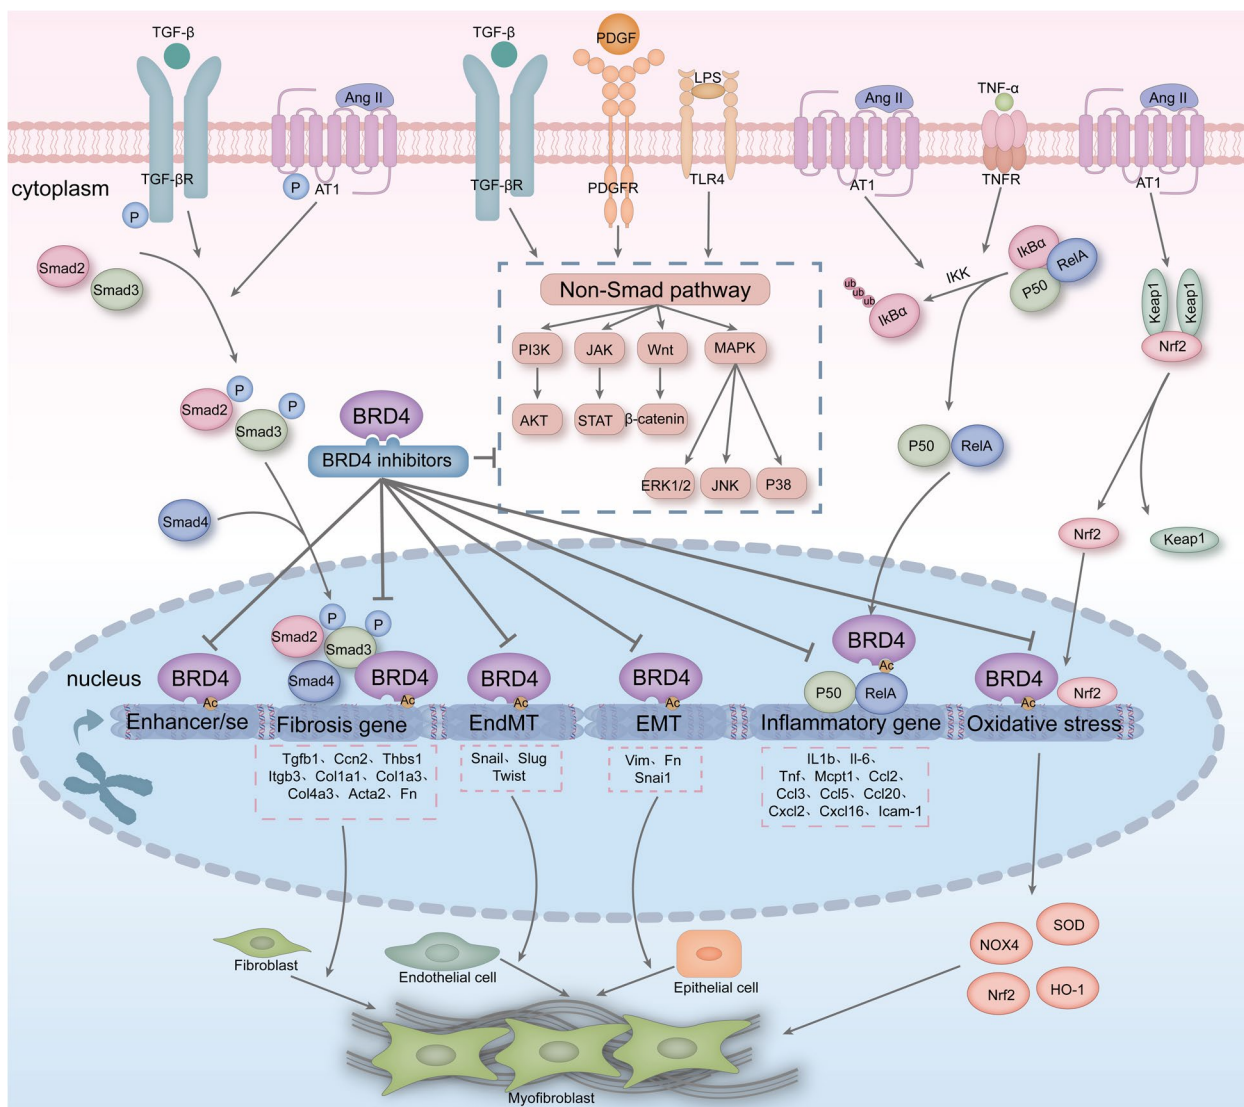 TGF-β
TGF-β
PDGF
LPS
TNF-α
Ang II
Ang II
Ang II
cytoplasm
TGF-βR
P
AT1
P
TGF-βR
PDGFR
TLR4
AT1
TNFR
AT1
Smad2
Smad3
Non-Smad pathway
PI3K
JAK
Wnt
MAPK
AKT
STAT
β-catenin
ERK1/2
JNK
P38
IKK
IkBα
RelA
P50
ub
ub
ub
IkBα
Keap1
Keap1
Nrf2
P
P
Smad2
Smad3
BRD4
BRD4 inhibitors
P50
RelA
Smad4
Nrf2
Keap1
nucleus
P
P
Smad2
Smad3
Smad4
BRD4
Ac
BRD4
Ac
BRD4
Ac
BRD4
Ac
BRD4
Ac
P50
RelA
BRD4
Ac
Nrf2
Enhancer/se
Fibrosis gene
EndMT
EMT
Inflammatory gene
Oxidative stress
Tgfb1、Ccn2、Thbs1
Itgb3、Col1a1、Col1a3、
Col4a3、Acta2、Fn
Snail、Slug
Twist
Vim、Fn
Snai1
IL1b、Il-6、
Tnf、Mcpt1、Ccl2、
Ccl3、Ccl5、Ccl20、
Cxcl2、Cxcl16、Icam-1
Fibroblast
Endothelial cell
Epithelial cell
NOX4
SOD
Nrf2
HO-1
Myofibroblast